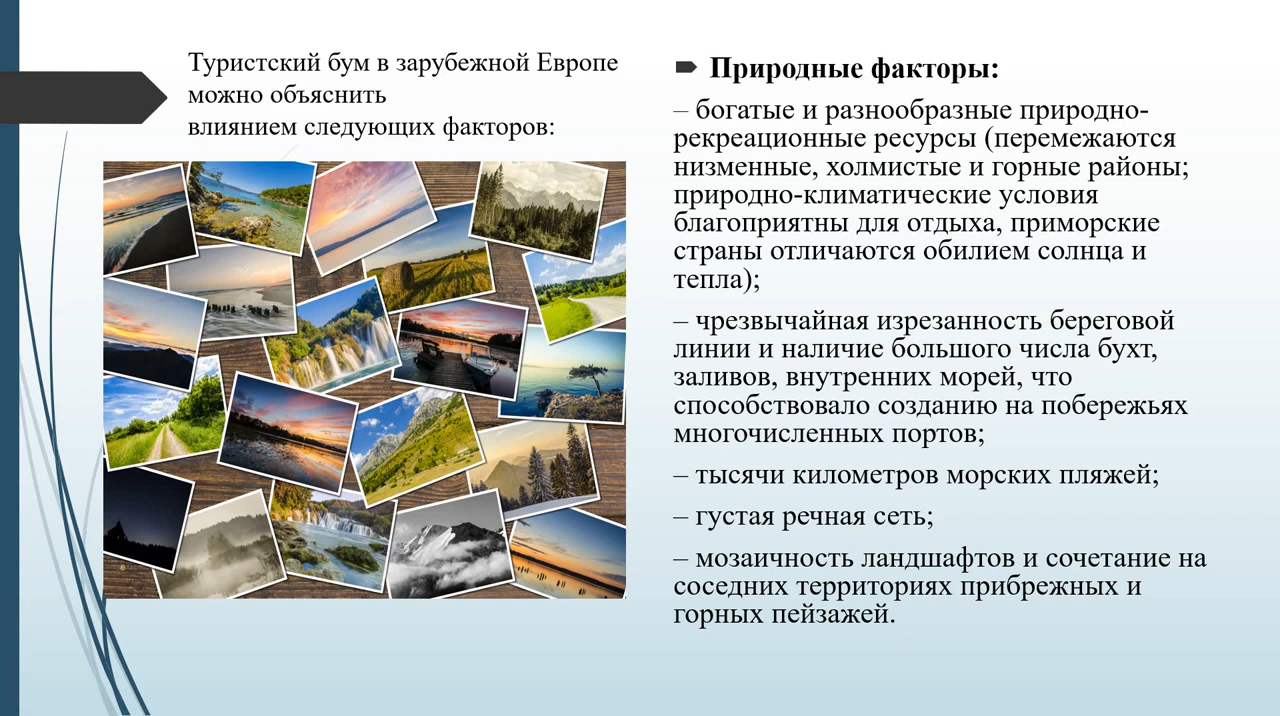 Туристский бум в зарубежной Европе
можно объяснить
влиянием следующих факторов:
Природные факторы:
– богатые и разнообразные природно-
рекреационные ресурсы (перемежаются
низменные, холмистые и горные районы;
природно-климатические условия
благоприятны для отдыха, приморские
страны отличаются обилием солнца и
тепла);
– чрезвычайная изрезанность береговой
линии и наличие большого числа бухт,
заливов, внутренних морей, что
способствовало созданию на побережьях
многочисленных портов;
– тысячи километров морских пляжей;
– густая речная сеть;
– мозаичность ландшафтов и сочетание на
соседних территориях прибрежных и
горных пейзажей.